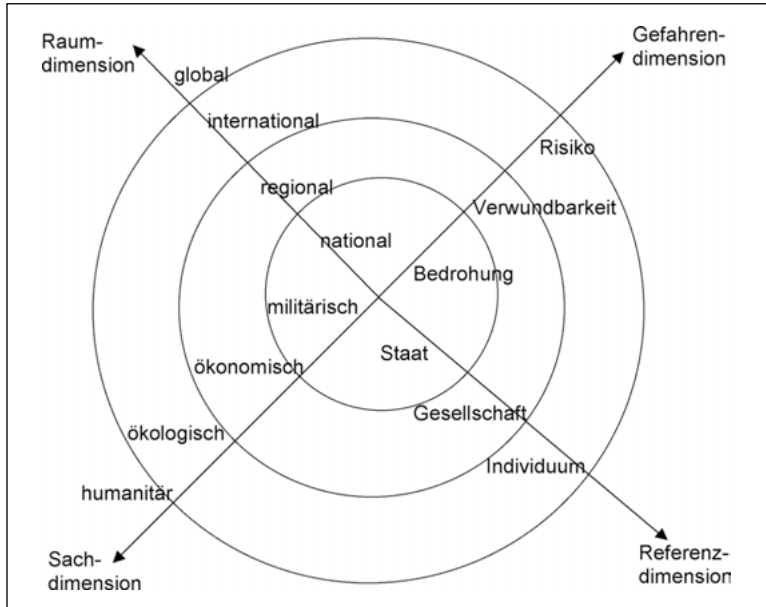 Raum-
dimension
Gefahren-
dimension
global
international
Risiko
regional
Verwundbarkeit
national
Bedrohung
militärisch
Staat
ökonomisch
Gesellschaft
ökologisch
Individuum
humanitär
Sach-
dimension
Referenz-
dimension